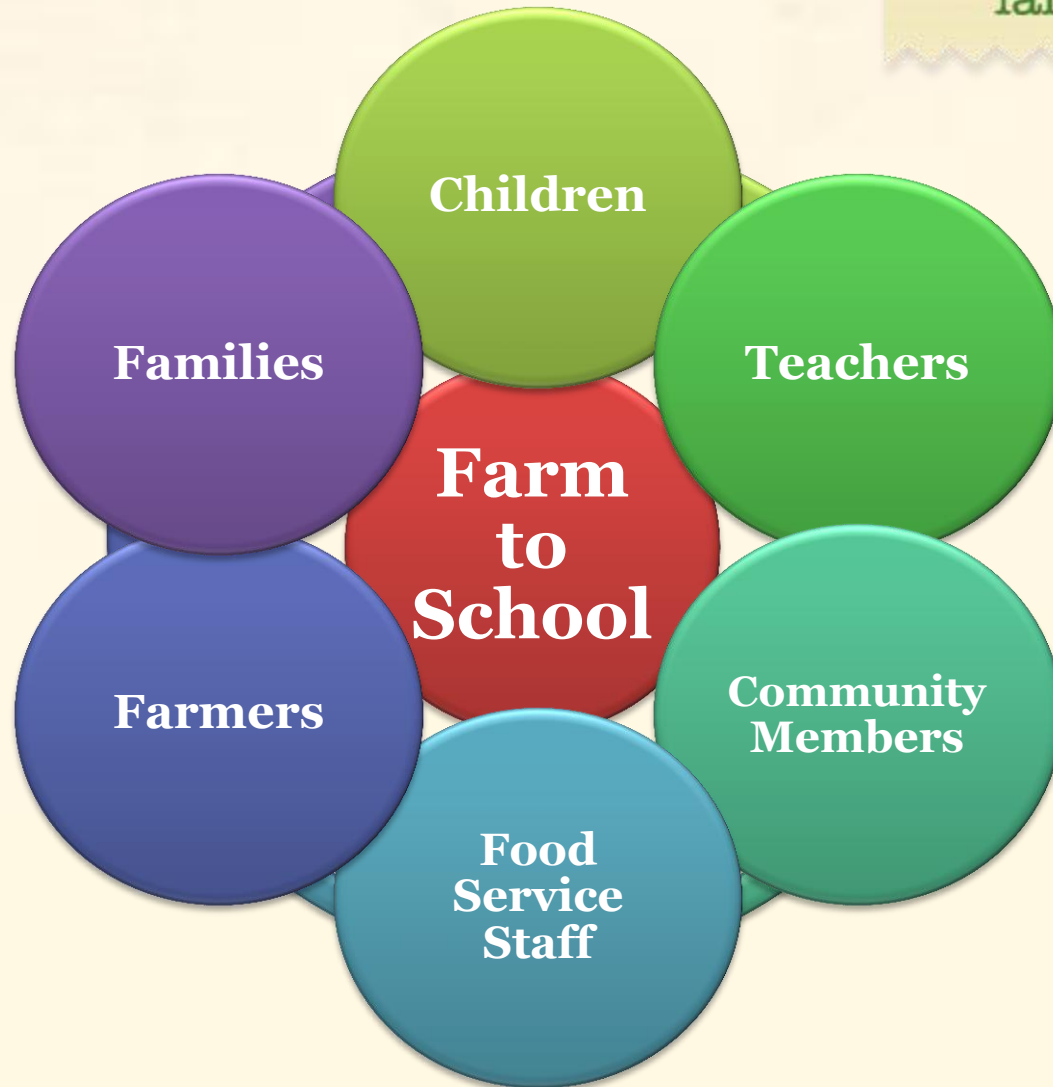 Children
Families
Teachers
Farm
to
School
Farmers
Community
Members
Food
Service
Staff